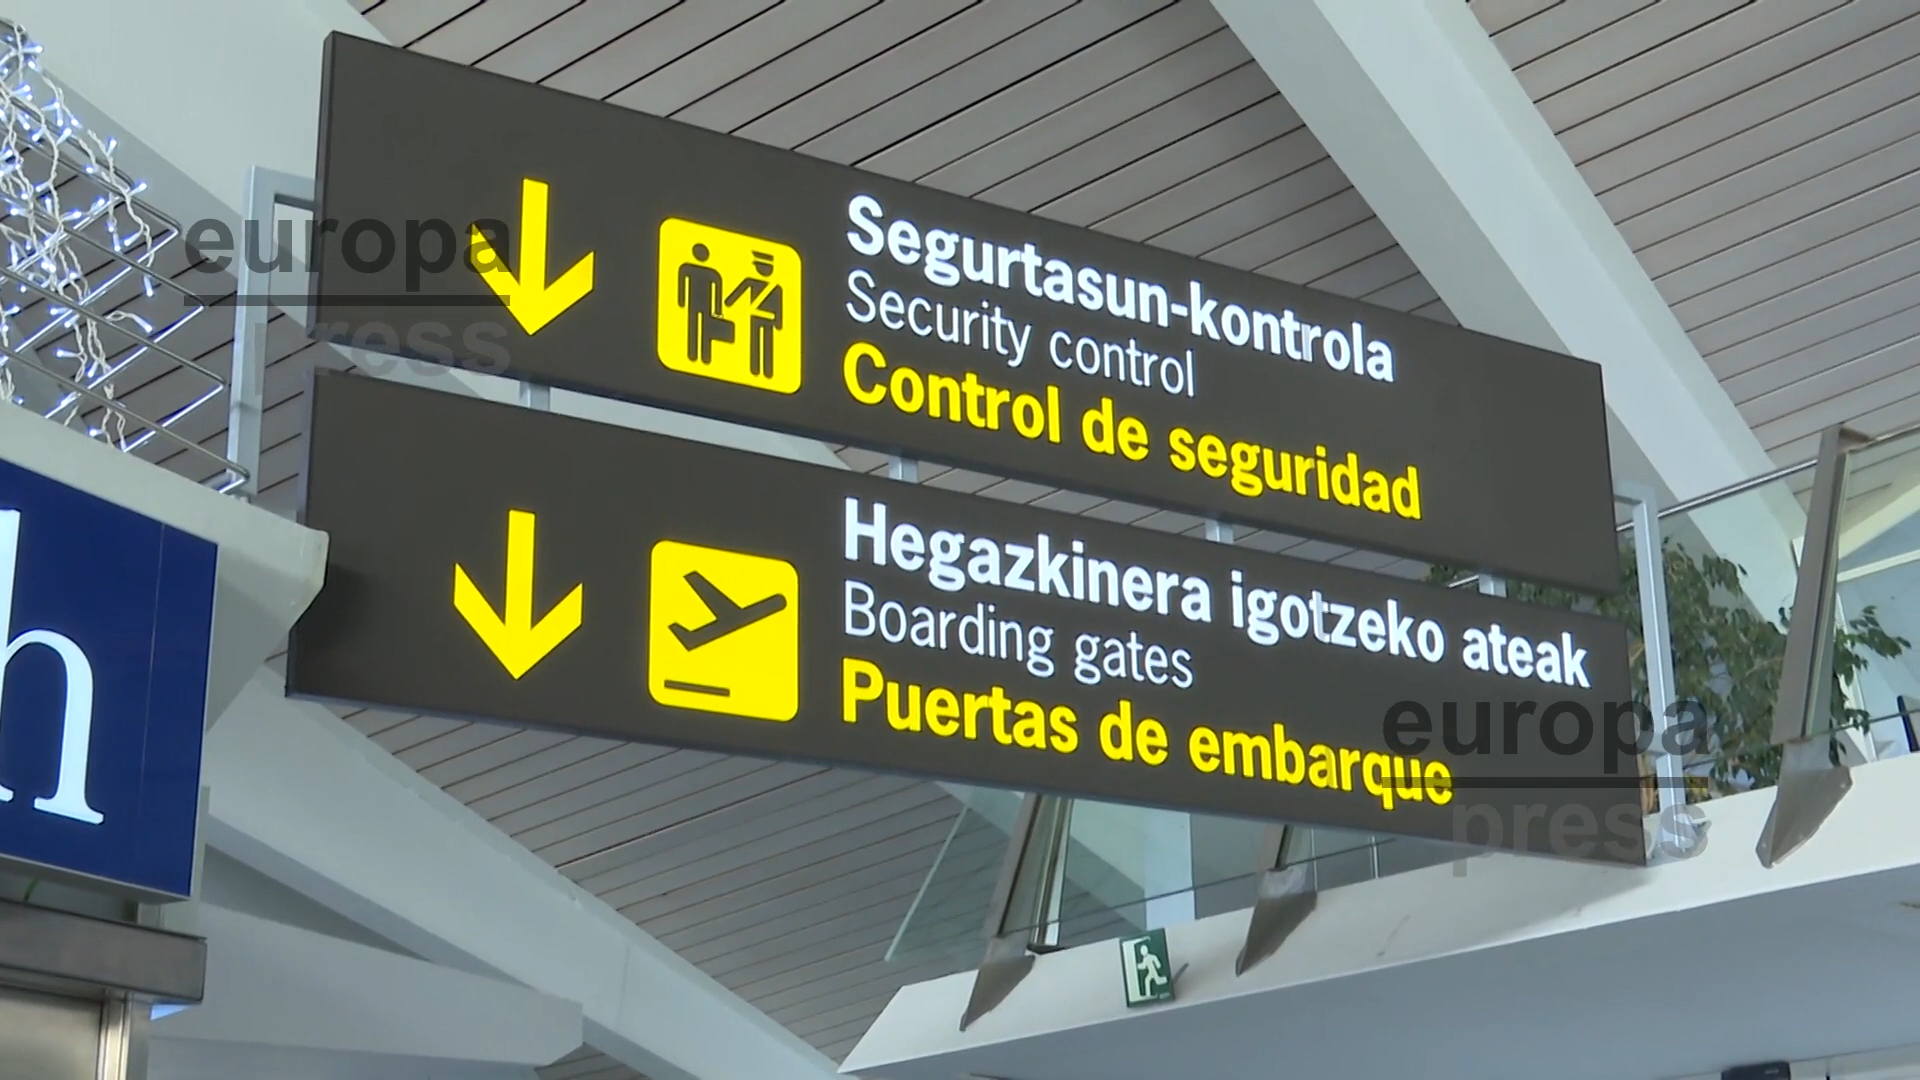 europa
press
Segurtasun-kontrola
Security control
Control de seguridad
Hegazkinera igotzeko ateak
Boarding gates
Puertas de embarque
h
europa
press